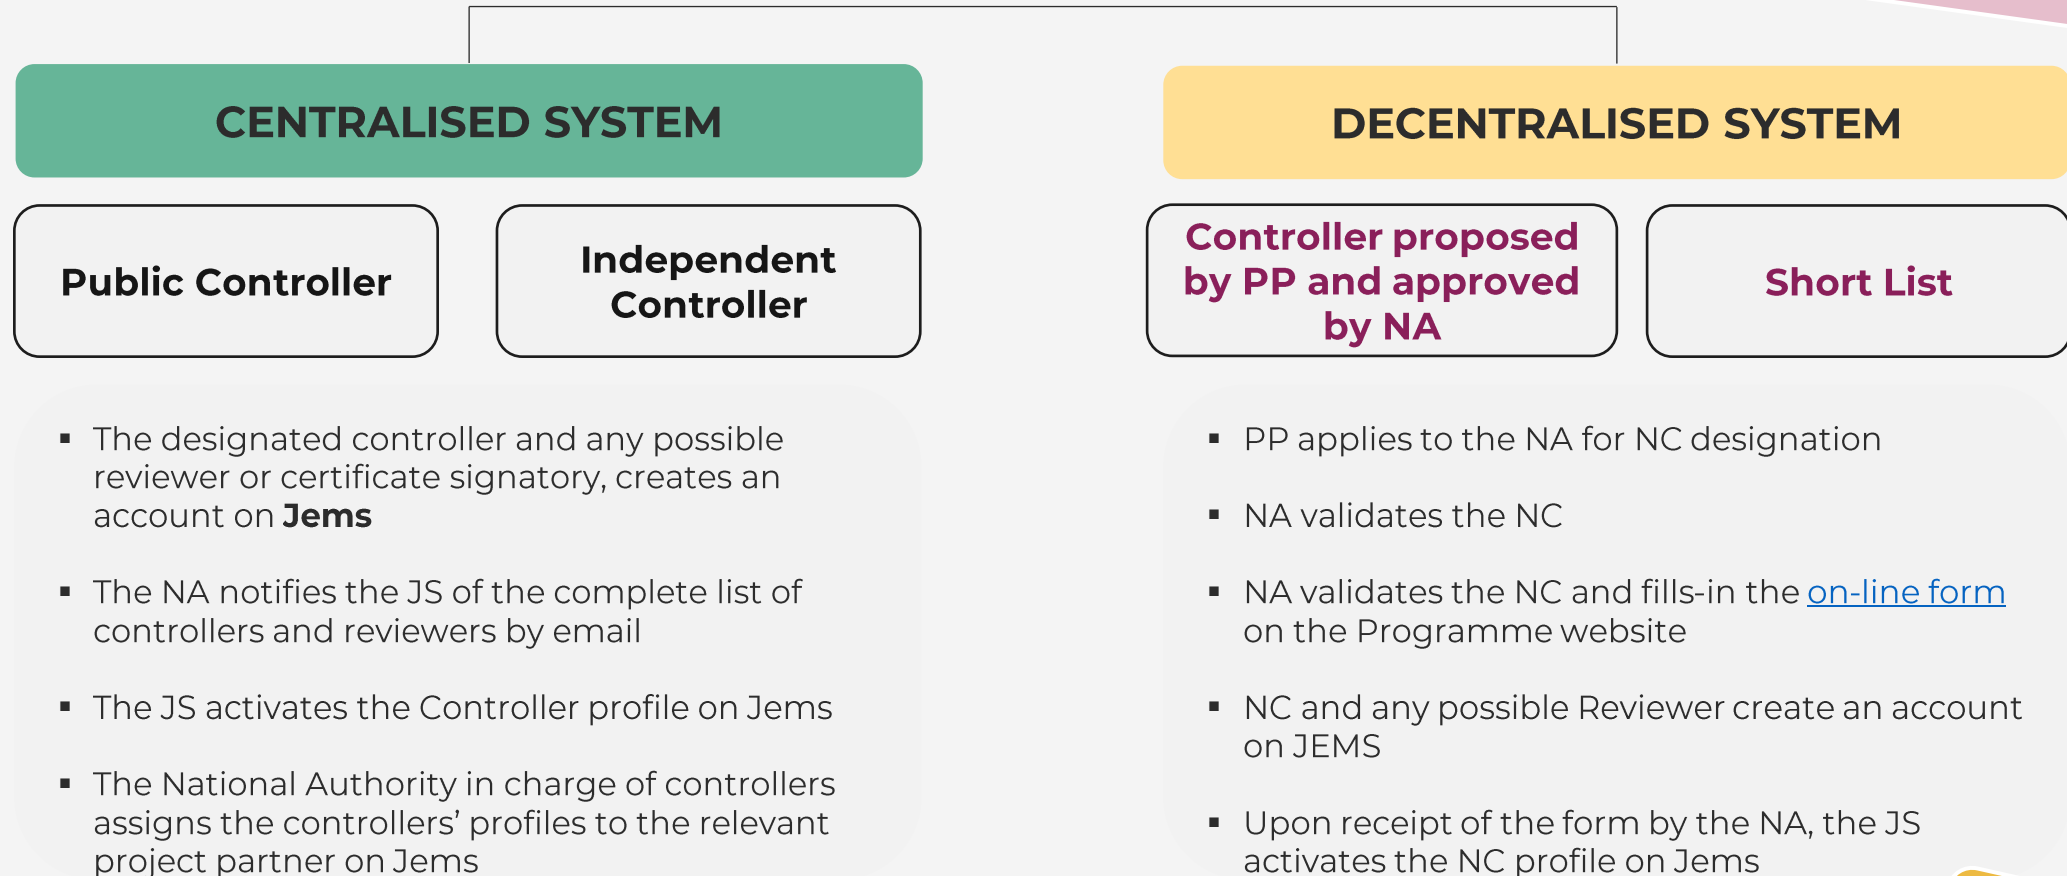 CENTRALISED SYSTEM
Public Controller
Independent
Controller
▪ The designated controller and any possible
reviewer or certificate signatory, creates an
account on Jems
▪ The NA notifies the JS of the complete list of
controllers and reviewers by email
▪ The JS activates the Controller profile on Jems
▪ The National Authority in charge of controllers
assigns the controllers’ profiles to the relevant
project partner on Jems
DECENTRALISED SYSTEM
Controller proposed
by PP and approved
by NA
Short List
▪ PP applies to the NA for NC designation
▪ NA validates the NC
▪ NA validates the NC and fills-in the on-line form
on the Programme website
▪ NC and any possible Reviewer create an account
on JEMS
▪ Upon receipt of the form by the NA, the JS
activates the NC profile on Jems